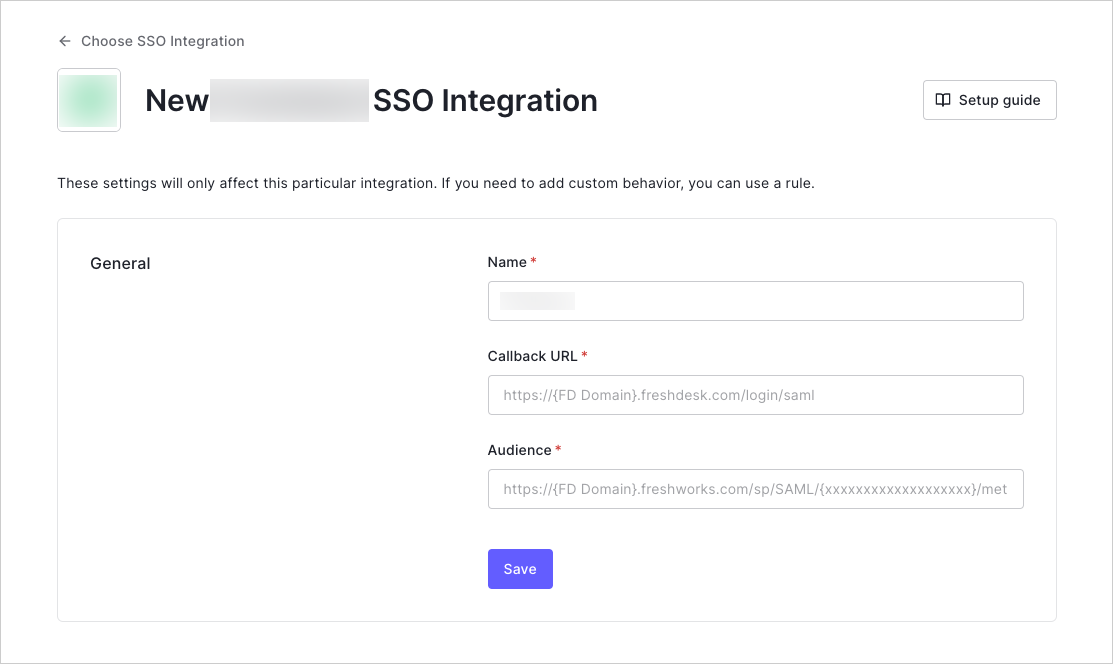 Choose SSO Integration
New SSO Integration
Setup guide
These settings will only affect this particular integration. If you need to add custom behavior, you can use a rule.
General
Name *
Callback URL *
https://{FD Domain}.freshdesk.com/login/saml
Audience *
https://{FD Domain}.freshworks.com/sp/SAML/{xxxxxxxxxxxxxxxxxxx}/met
Save